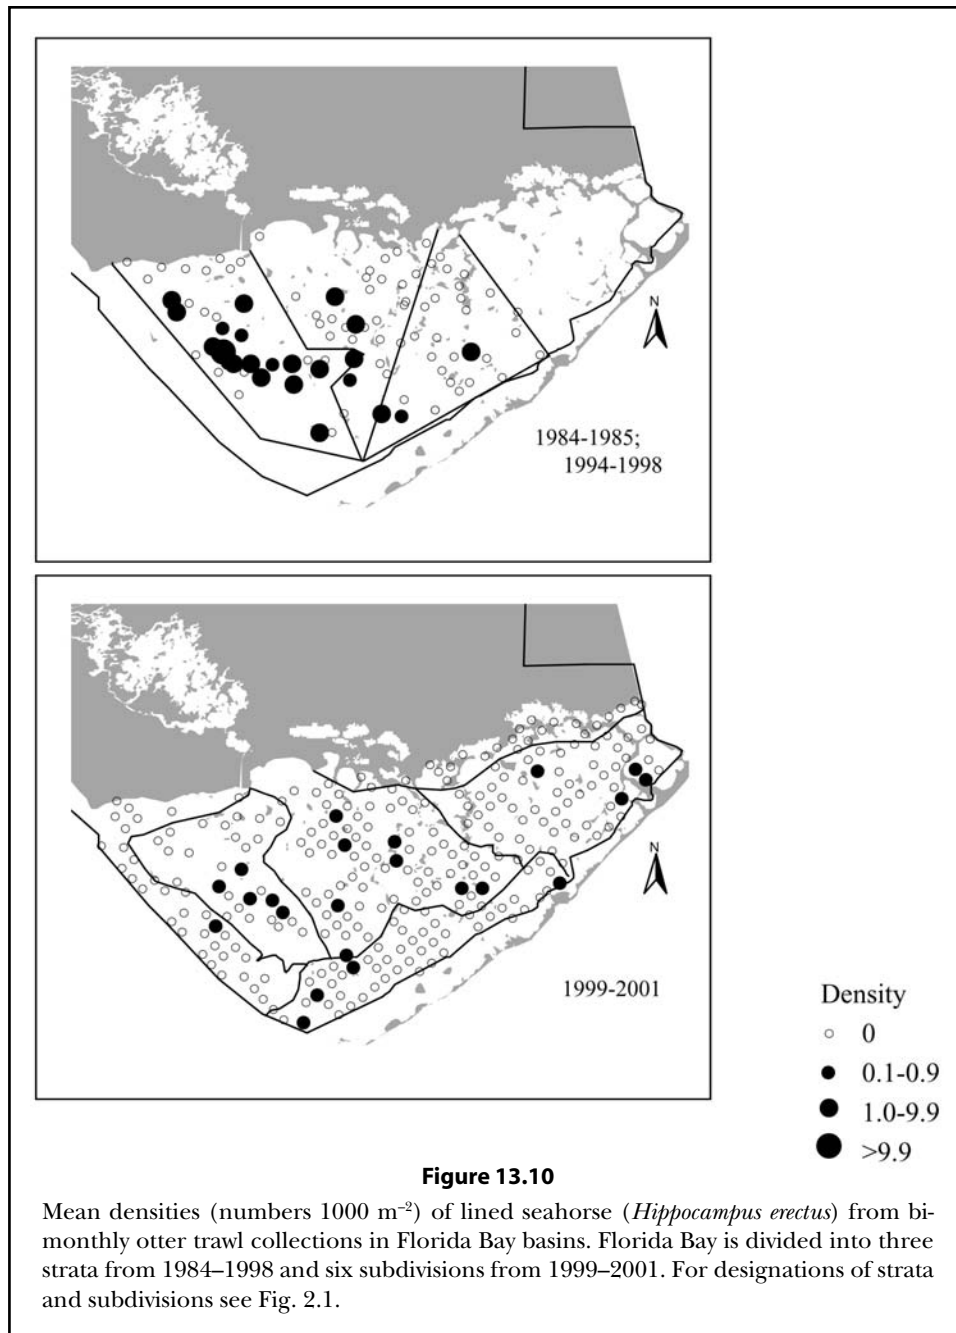 N
1984-1985;
1994-1998
N
1999-2001
Density
0
0.1-0.9
1.0-9.9
>9.9
Figure 13.10
Mean densities (numbers 1000 m⁻²) of lined seahorse (Hippocampus erectus) from bi-
monthly otter trawl collections in Florida Bay basins. Florida Bay is divided into three
strata from 1984–1998 and six subdivisions from 1999–2001. For designations of strata
and subdivisions see Fig. 2.1.